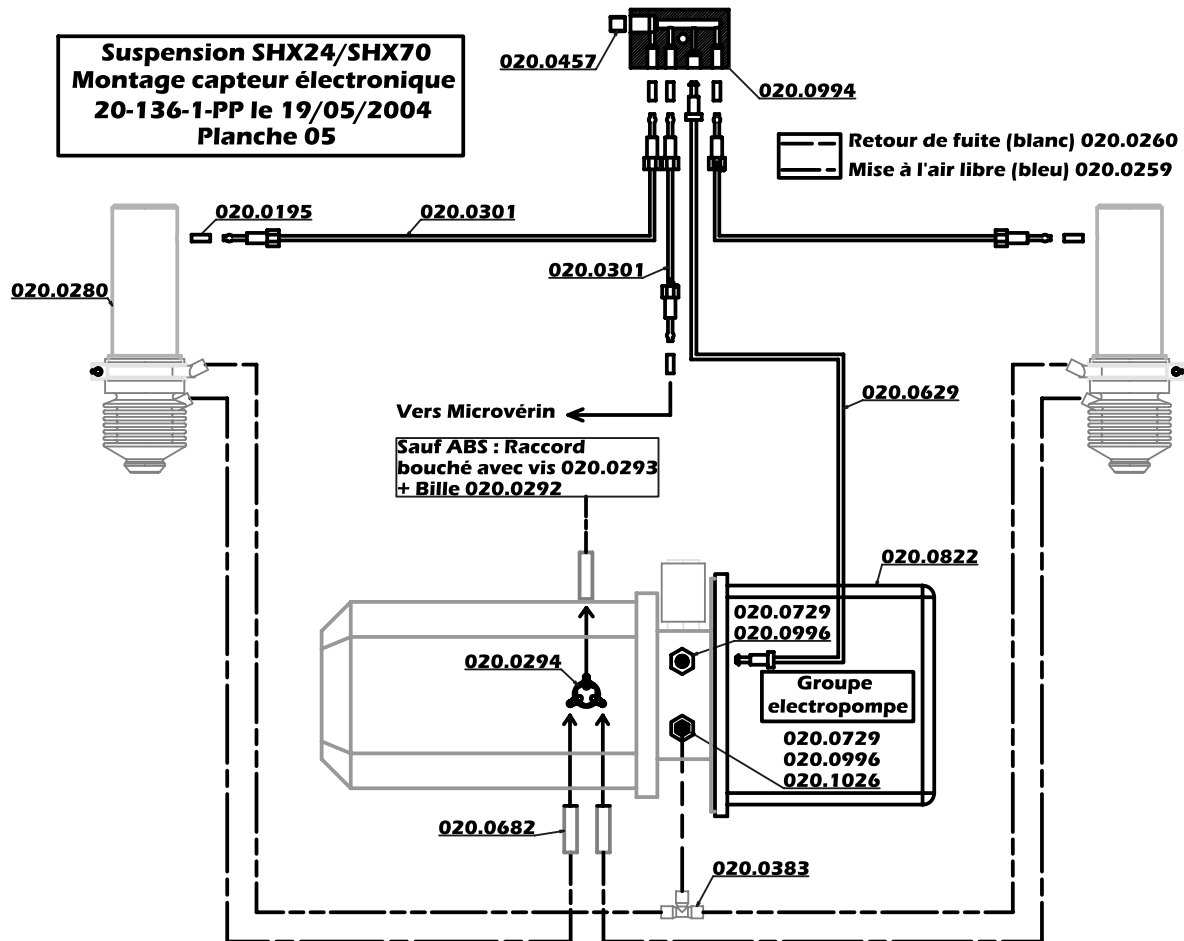 Suspension SHX24/SHX70
Montage capteur électronique
20-136-1-PP le 19/05/2004
Planche 05
020.0457
020.0994
Retour de fuite (blanc) 020.0260
Mise à l'air libre (bleu) 020.0259
020.0195
020.0301
020.0301
020.0280
020.0629
Vers Microvérin
Sauf ABS : Raccord
bouché avec vis 020.0293
+ Bille 020.0292
020.0822
020.0729
020.0996
020.0294
Groupe
electropompe
020.0729
020.0996
020.1026
020.0682
020.0383